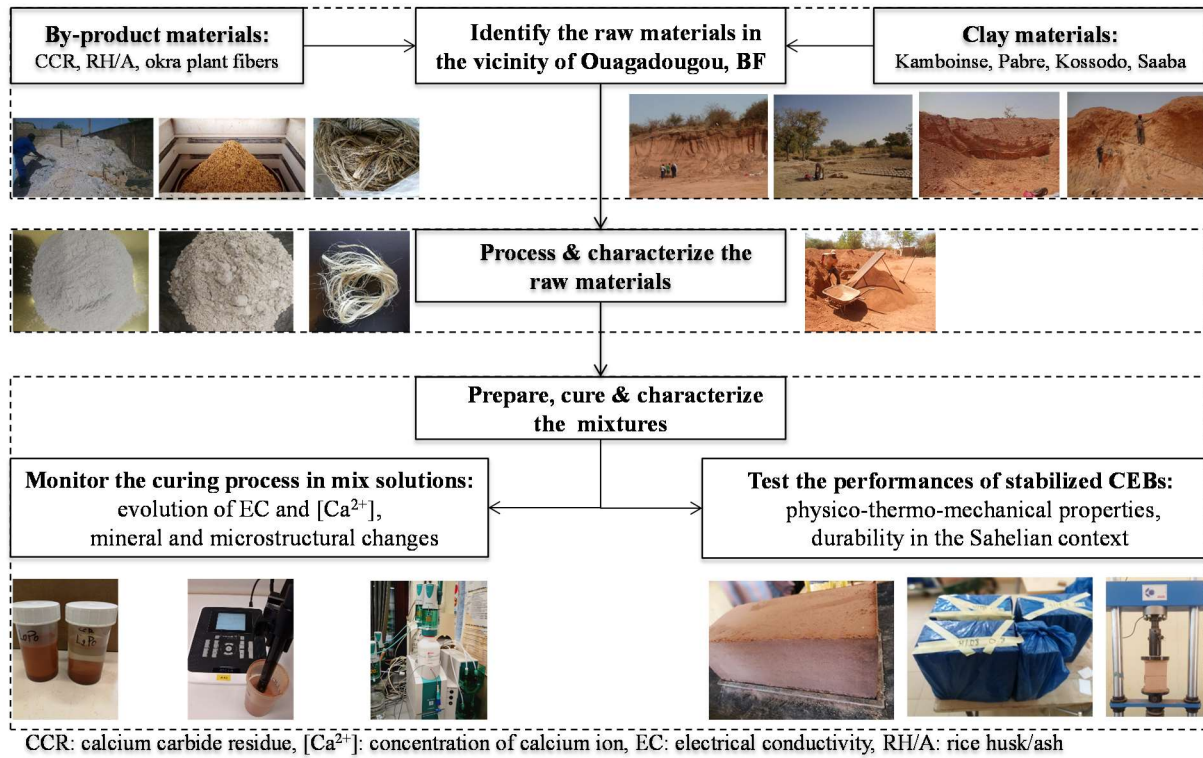 By-product materials:
CCR, RH/A, okra plant fibers
Identify the raw materials in
the vicinity of Ouagadougou, BF
Clay materials:
Kamboinse, Pabre, Kossodo, Saaba
Process & characterize the
raw materials
Prepare, cure & characterize
the mixtures
Monitor the curing process in mix solutions:
evolution of EC and [Ca²⁺],
mineral and microstructural changes
Test the performances of stabilized CEBs:
physico-thermo-mechanical properties,
durability in the Sahelian context
CCR: calcium carbide residue, [Ca²⁺]: concentration of calcium ion, EC: electrical conductivity, RH/A: rice husk/ash